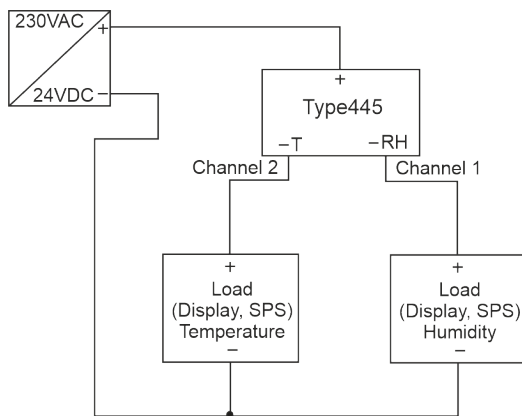 230VAC
+
24VDC
−
+
Type445
−T
−RH
Channel 2
Channel 1
+
Load
(Display, SPS)
Temperature
−
+
Load
(Display, SPS)
Humidity
−